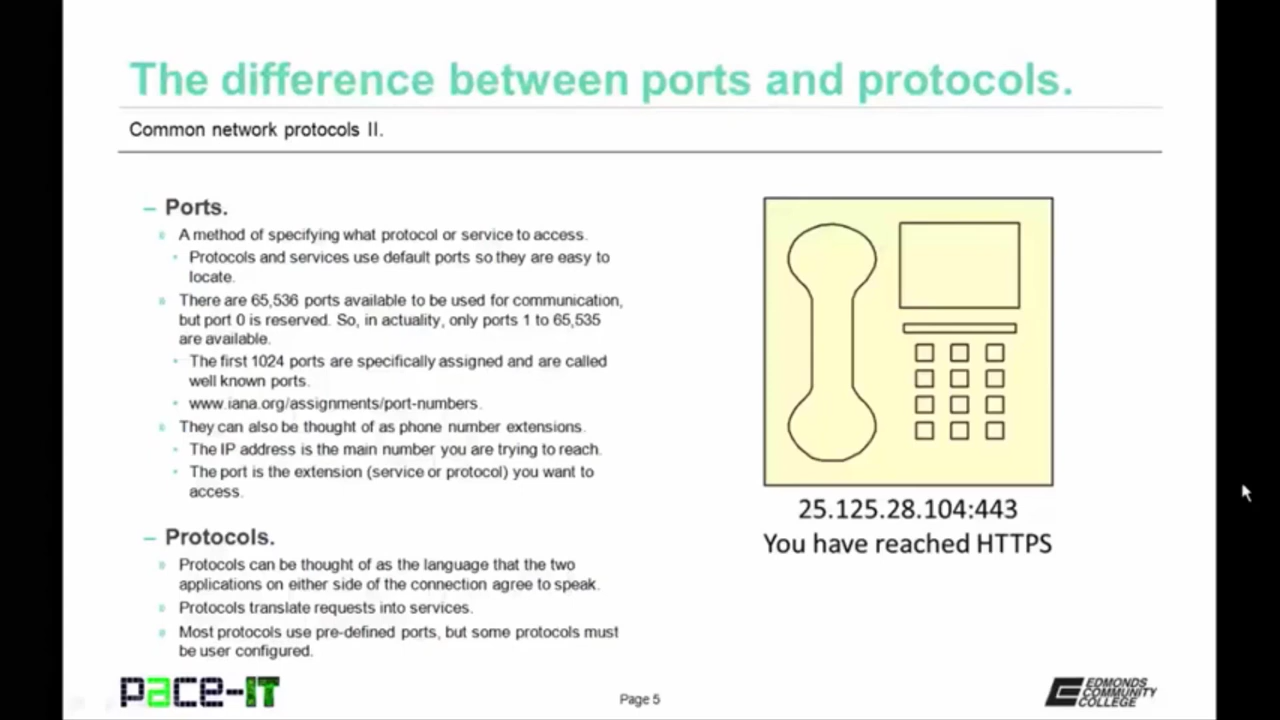 The difference between ports and protocols.
Common network protocols II.
– Ports.
A method of specifying what protocol or service to access.
Protocols and services use default ports so they are easy to
locate.
There are 65,536 ports available to be used for communication,
but port 0 is reserved. So, in actuality, only ports 1 to 65,535
are available.
The first 1024 ports are specifically assigned and are called
well known ports.
www.iana.org/assignments/port-numbers.
They can also be thought of as phone number extensions.
The IP address is the main number you are trying to reach.
The port is the extension (service or protocol) you want to
access.
– Protocols.
Protocols can be thought of as the language that the two
applications on either side of the connection agree to speak.
Protocols translate requests into services.
Most protocols use pre-defined ports, but some protocols must
be user configured.
25.125.28.104:443
You have reached HTTPS
pace-IT
Page 5
EDMONDS
COMMUNITY
COLLEGE